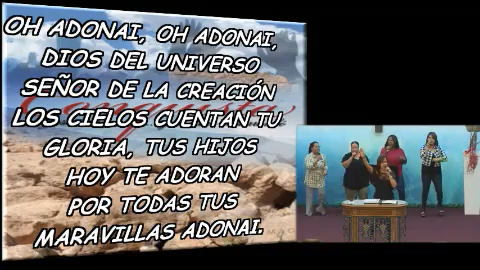 OH ADONAI, OH ADONAI,
DIOS DEL UNIVERSO
SEÑOR DE LA CREACIÓN
LOS CIELOS CUENTAN TU
GLORIA, TUS HIJOS
HOY TE ADORAN
POR TODAS TUS
MARAVILLAS ADONAI.
Conquista